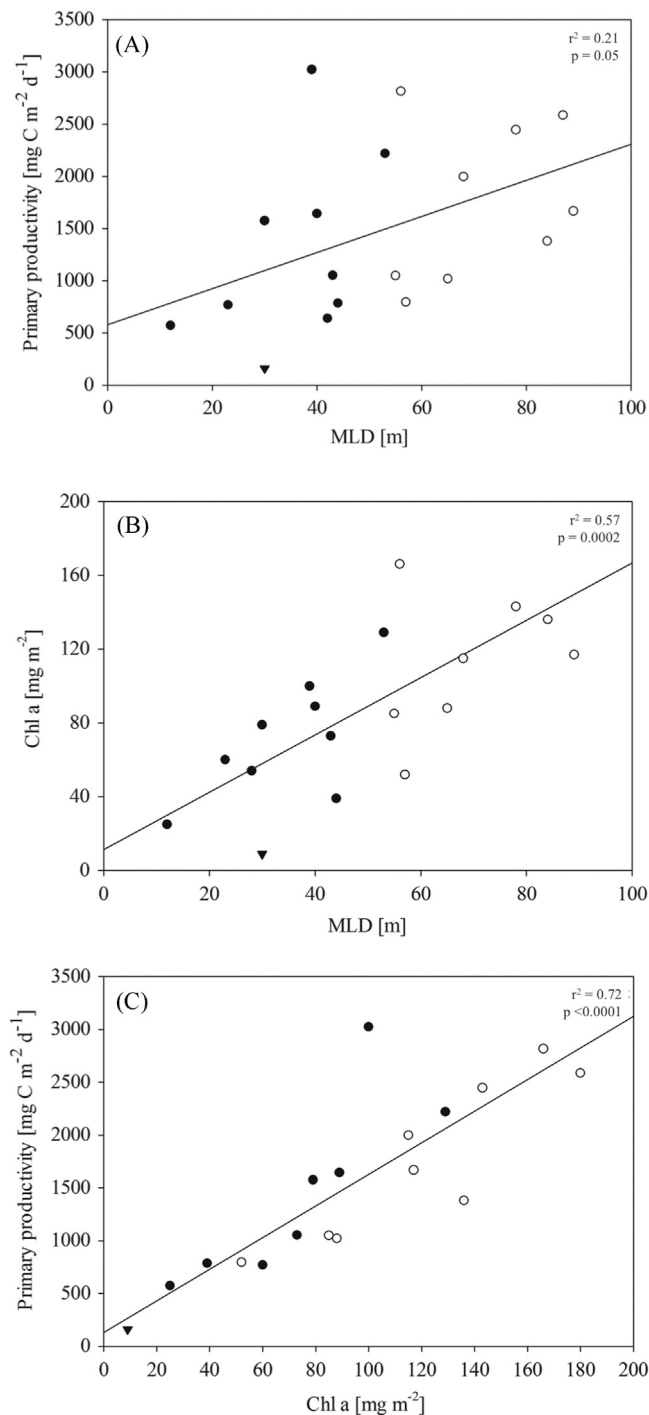 (A)
r² = 0.21
p = 0.05
3500
3000
2500
2000
1500
1000
500
0
Primary productivity [mg C m⁻² d⁻¹]
0 20 40 60 80 100
MLD [m]
(B)
r² = 0.57
p = 0.0002
200
160
120
80
40
0
Chl a [mg m⁻²]
0 20 40 60 80 100
MLD [m]
(C)
r² = 0.72
p <0.0001
3500
3000
2500
2000
1500
1000
500
0
Primary productivity [mg C m⁻² d⁻¹]
0 20 40 60 80 100 120 140 160 180 200
Chl a [mg m⁻²]